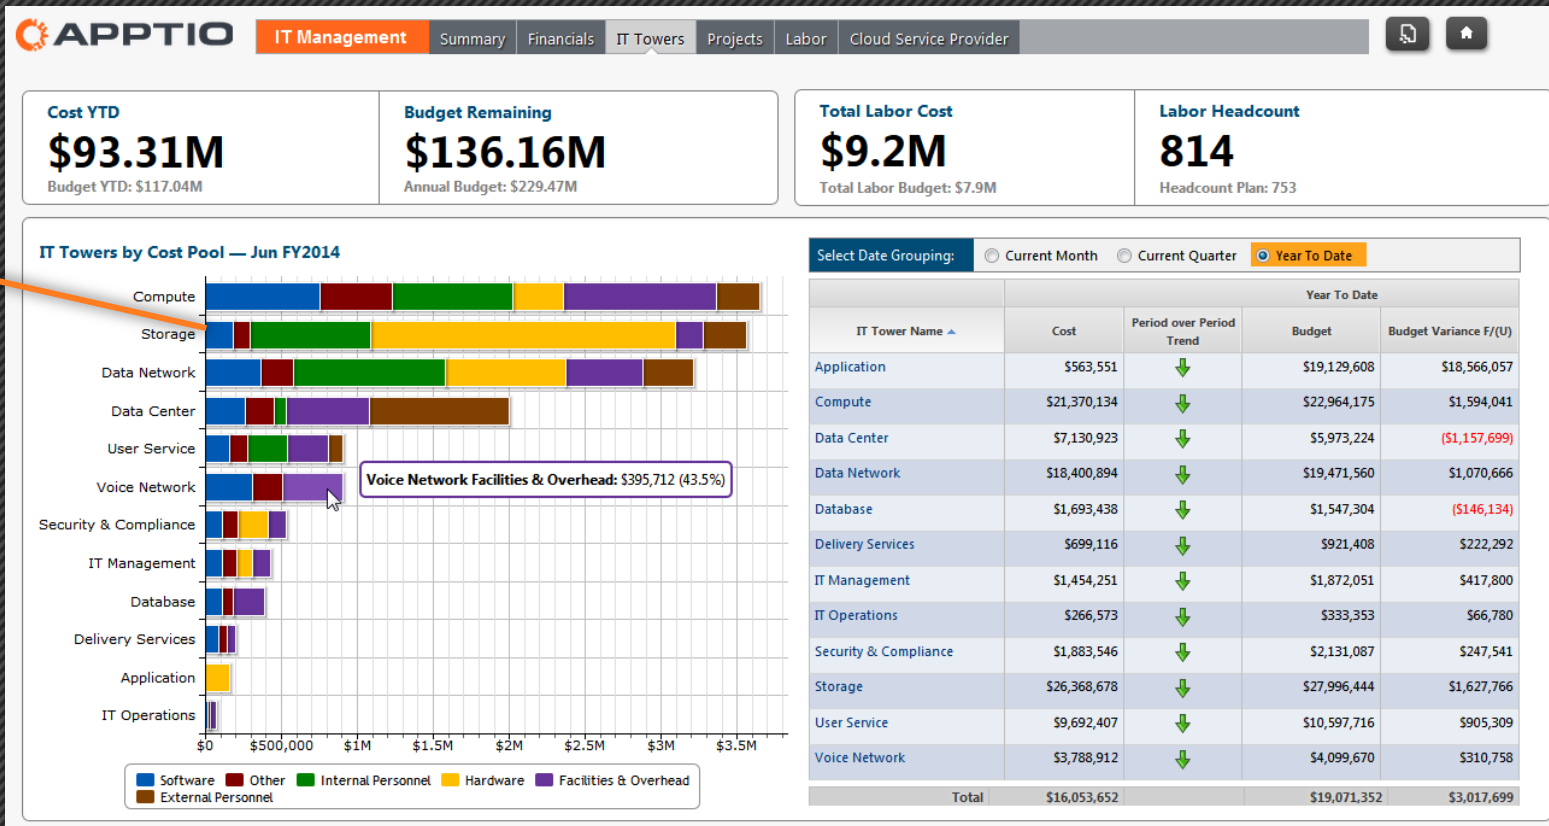 APPTIO
IT Management Summary Financials IT Towers Projects Labor Cloud Service Provider
Cost YTD
$93.31M
Budget YTD: $117.04M
Budget Remaining
$136.16M
Annual Budget: $229.47M
Total Labor Cost
$9.2M
Total Labor Budget: $7.9M
Labor Headcount
814
Headcount Plan: 753
IT Towers by Cost Pool — Jun FY2014
Compute
Storage
Data Network
Data Center
User Service
Voice Network
Security & Compliance
IT Management
Database
Delivery Services
Application
IT Operations
Voice Network Facilities & Overhead: $395,712 (43.5%)
$0 $500,000 $1M $1.5M $2M $2.5M $3M $3.5M
Software Other Internal Personnel Hardware Facilities & Overhead
External Personnel
Select Date Grouping: Current Month Current Quarter Year To Date
Year To Date
IT Tower Name Cost Period over Period Trend Budget Budget Variance F/(U)
Application $563,551 $19,129,608 $18,566,057
Compute $21,370,134 $22,964,175 $1,594,041
Data Center $7,130,923 $5,973,224 ($1,157,699)
Data Network $18,400,894 $19,471,560 $1,070,666
Database $1,693,438 $1,547,304 ($146,134)
Delivery Services $699,116 $921,408 $222,292
IT Management $1,454,251 $1,872,051 $417,800
IT Operations $266,573 $333,353 $66,780
Security & Compliance $1,883,546 $2,131,087 $247,541
Storage $26,368,678 $27,996,444 $1,627,766
User Service $9,692,407 $10,597,716 $905,309
Voice Network $3,788,912 $4,099,670 $310,758
Total $16,053,652 $19,071,352 $3,017,699